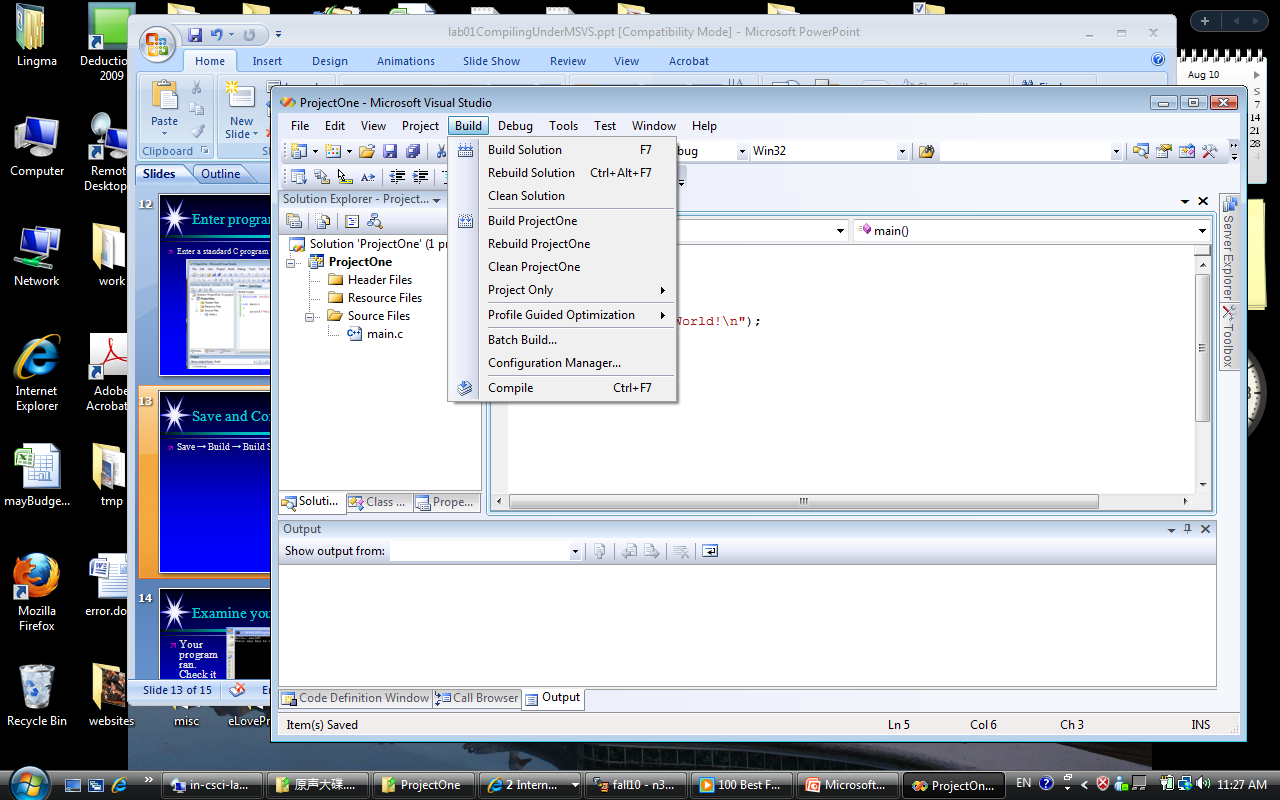 Lingma
Deduction 2009
Computer
Remot Desktop
Network
work
Internet Explorer
Adobe Acrobat
mayBudge...
tmp
Mozilla Firefox
error.do
Recycle Bin
websites
misc
eLovePr
lab01CompilingUnderMSVS.ppt [Compatibility Mode] - Microsoft PowerPoint
Home Insert Design Animations Slide Show Review View Acrobat
Paste
New Slide
Clipboard
Slides Outline
12
Enter progra
Enter a standard C program
13
Save and Co
Save → Build → Build S
14
Examine you
Your program ran. Check it
Slide 13 of 15
Aug 10
S
7
14
21
28
4
ProjectOne - Microsoft Visual Studio
File Edit View Project Build Debug Tools Test Window Help
bug Win32
Build Solution F7
Rebuild Solution Ctrl+Alt+F7
Clean Solution
Build ProjectOne
Rebuild ProjectOne
Clean ProjectOne
Project Only
Profile Guided Optimization
Batch Build...
Configuration Manager...
Compile Ctrl+F7
Solution Explorer - Project...
Solution 'ProjectOne' (1 pr
ProjectOne
Header Files
Resource Files
Source Files
main.c
Soluti... Class ... Prope...
main()
World!\n");
Server Explorer
Toolbox
Output
Show output from:
Code Definition Window Call Browser Output
Item(s) Saved Ln 5 Col 6 Ch 3 INS
in-csci-la... 原声大碟.... ProjectOne 2 Intern... fall10 - n3... 100 Best F... Microsoft... ProjectOn... EN 11:27 AM